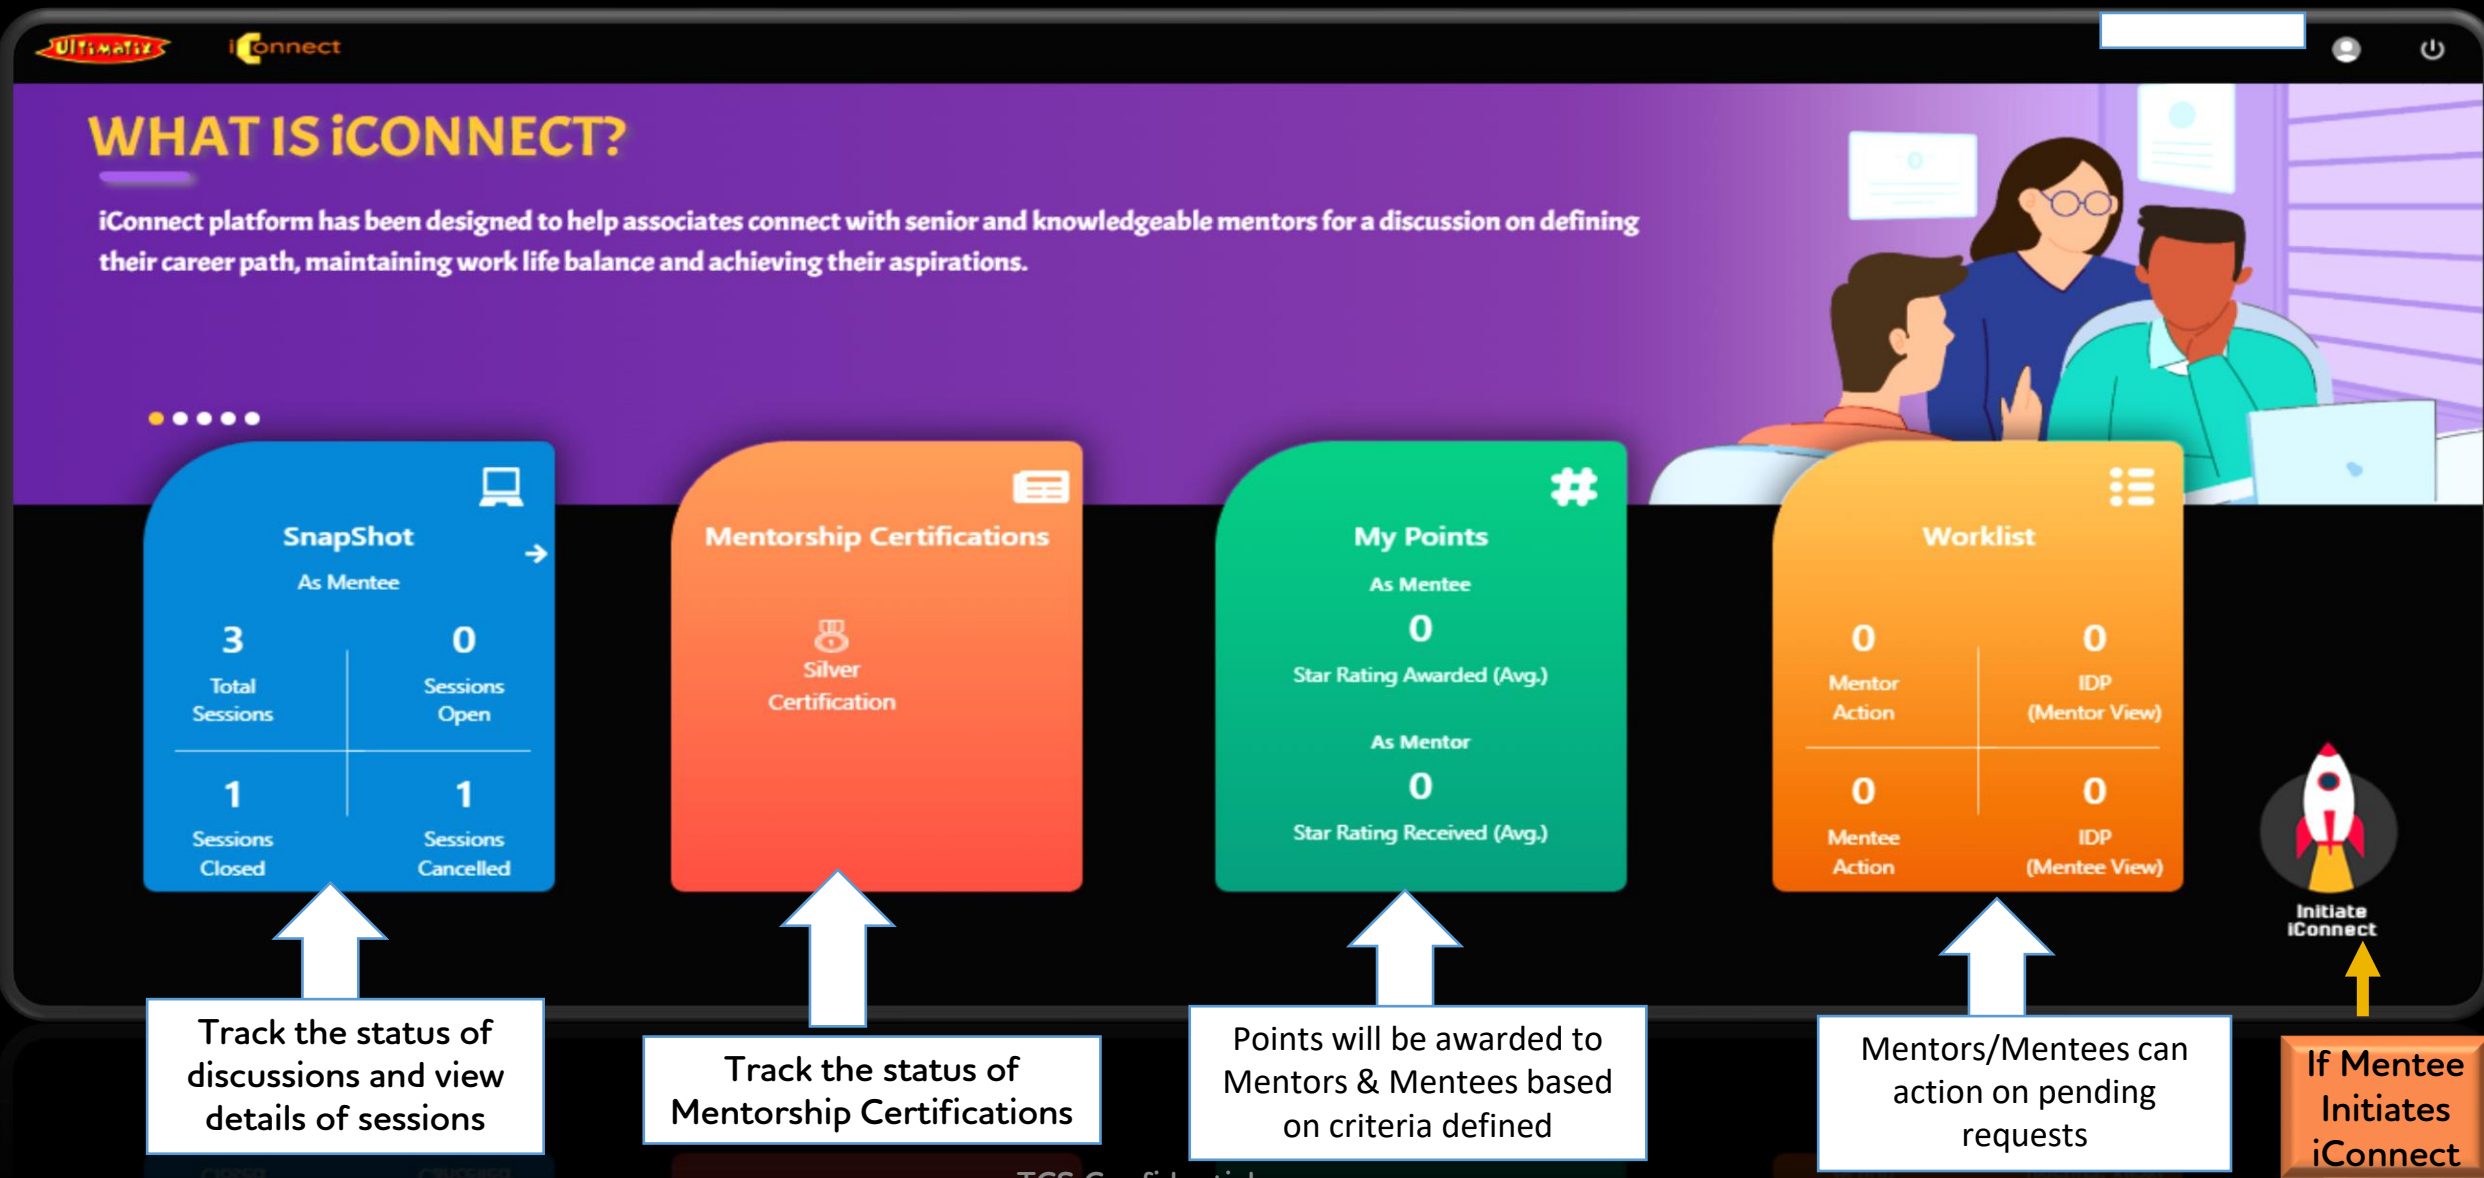 Ultimatix
iConnect
WHAT IS iCONNECT?
iConnect platform has been designed to help associates connect with senior and knowledgeable mentors for a discussion on defining
their career path, maintaining work life balance and achieving their aspirations.
SnapShot
As Mentee
3
Total
Sessions
0
Sessions
Open
1
Sessions
Closed
1
Sessions
Cancelled
Mentorship Certifications
Silver
Certification
My Points
As Mentee
0
Star Rating Awarded (Avg.)
As Mentor
0
Star Rating Received (Avg.)
Worklist
0
Mentor
Action
0
IDP
(Mentor View)
0
Mentee
Action
0
IDP
(Mentee View)
Initiate
iConnect
Track the status of
discussions and view
details of sessions
Track the status of
Mentorship Certifications
Points will be awarded to
Mentors & Mentees based
on criteria defined
Mentors/Mentees can
action on pending
requests
If Mentee
Initiates
iConnect
TCS Confidential